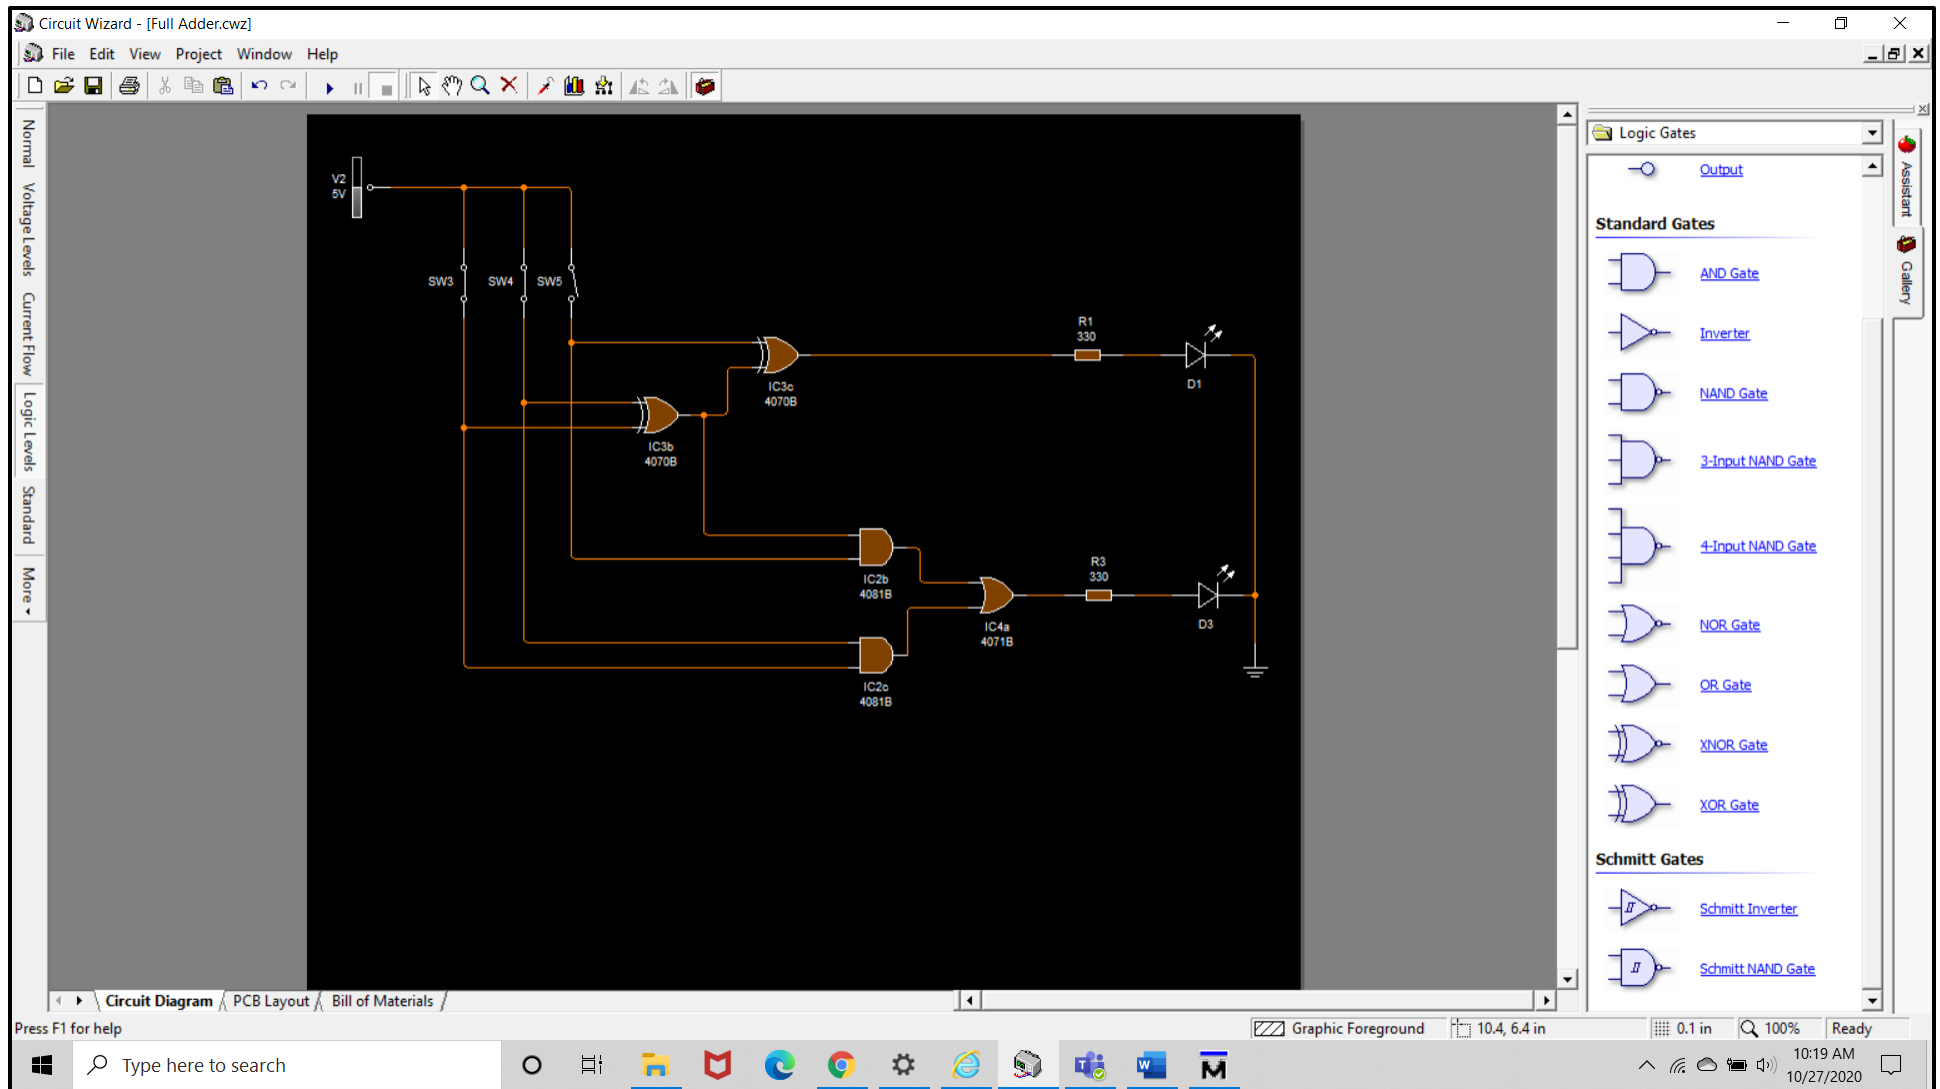 Circuit Wizard - [Full Adder.cwz]
File Edit View Project Window Help
Normal
Voltage Levels
Current Flow
Logic Levels
Standard
More
V2
5V
SW3
SW4
SW5
R1
330
D1
IC3c
4070B
IC3b
4070B
IC2b
4081B
IC2c
4081B
IC4a
4071B
R3
330
D3
Logic Gates
Output
Standard Gates
AND Gate
Inverter
NAND Gate
3-Input NAND Gate
4-Input NAND Gate
NOR Gate
OR Gate
XNOR Gate
XOR Gate
Schmitt Gates
Schmitt Inverter
Schmitt NAND Gate
Assistant
Gallery
Circuit Diagram PCB Layout Bill of Materials
Press F1 for help
Graphic Foreground 10.4, 6.4 in 0.1 in 100% Ready
Type here to search
10:19 AM
10/27/2020